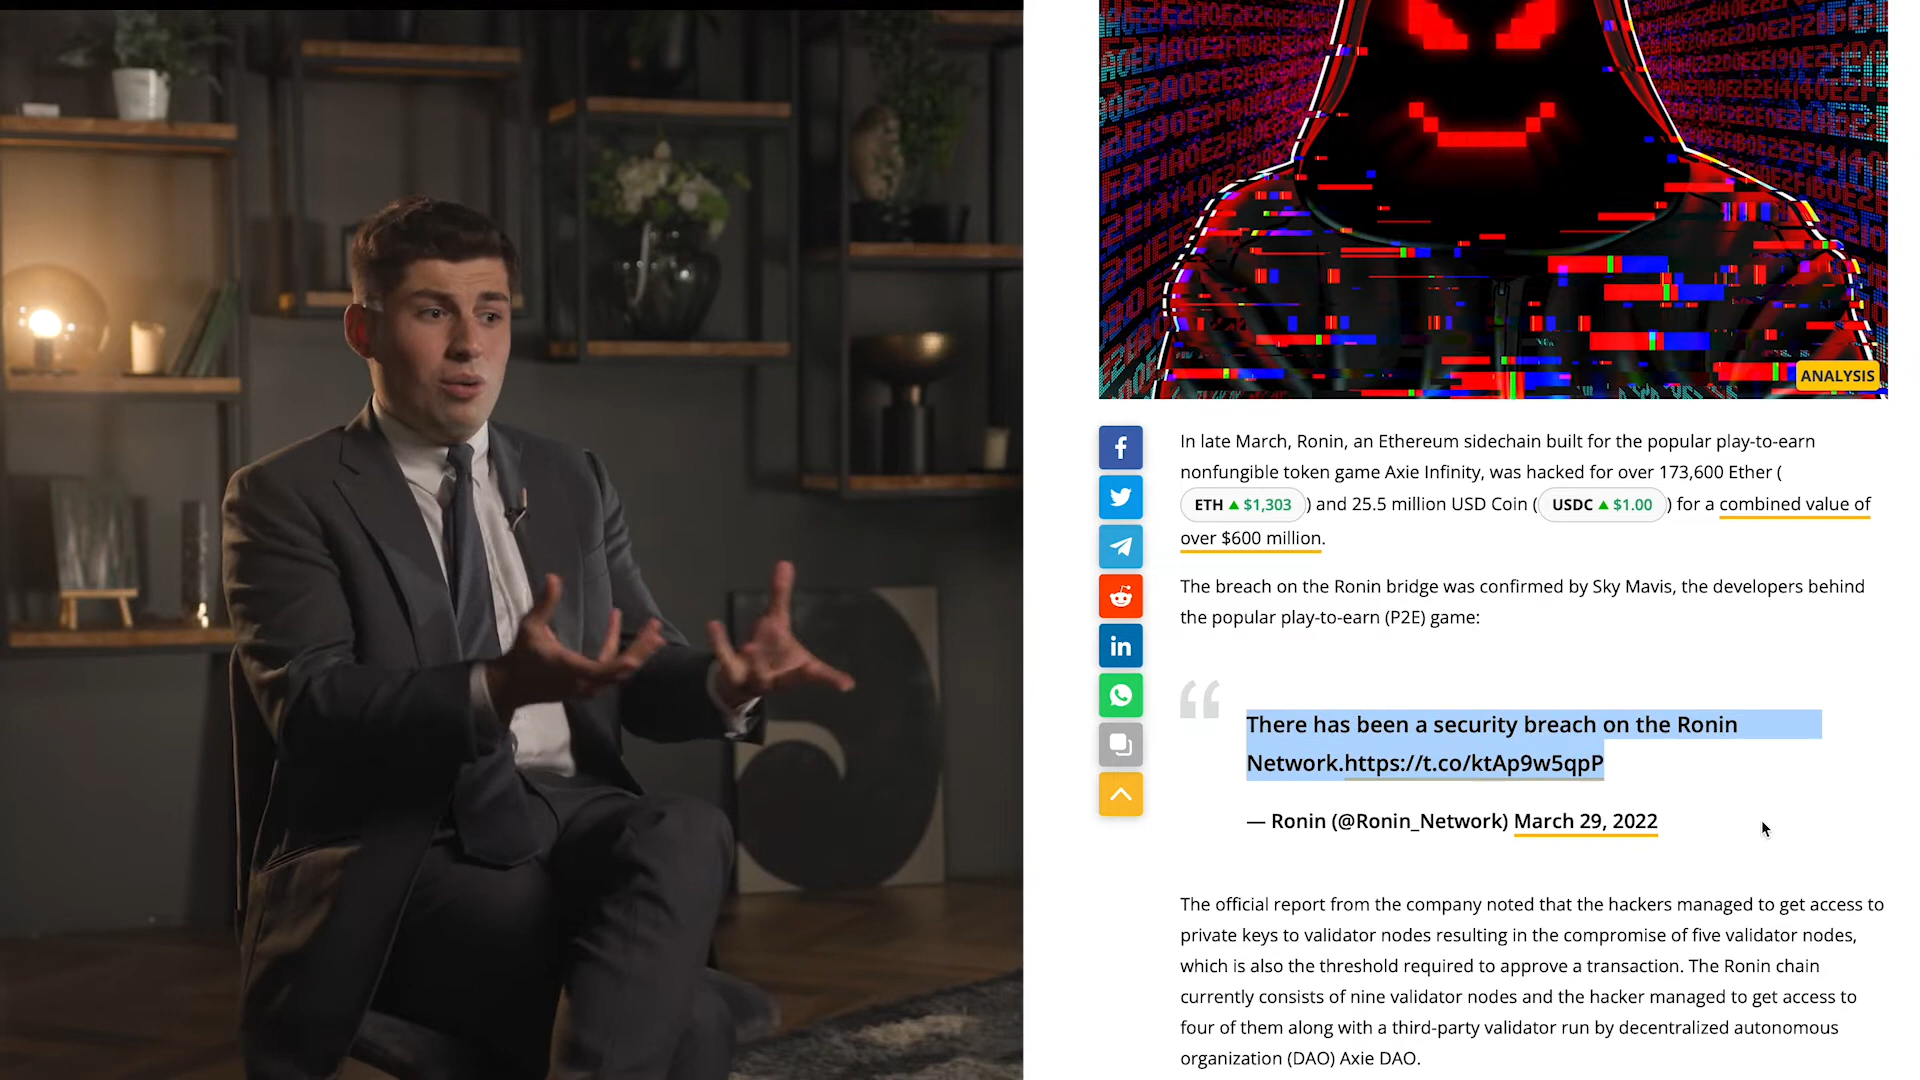 ANALYSIS
In late March, Ronin, an Ethereum sidechain built for the popular play-to-earn
nonfungible token game Axie Infinity, was hacked for over 173,600 Ether (
ETH ▲ $1,303 ) and 25.5 million USD Coin ( USDC ▲ $1.00 ) for a combined value of
over $600 million.
The breach on the Ronin bridge was confirmed by Sky Mavis, the developers behind
the popular play-to-earn (P2E) game:
There has been a security breach on the Ronin
Network.https://t.co/ktAp9w5qpP
— Ronin (@Ronin_Network) March 29, 2022
The official report from the company noted that the hackers managed to get access to
private keys to validator nodes resulting in the compromise of five validator nodes,
which is also the threshold required to approve a transaction. The Ronin chain
currently consists of nine validator nodes and the hacker managed to get access to
four of them along with a third-party validator run by decentralized autonomous
organization (DAO) Axie DAO.